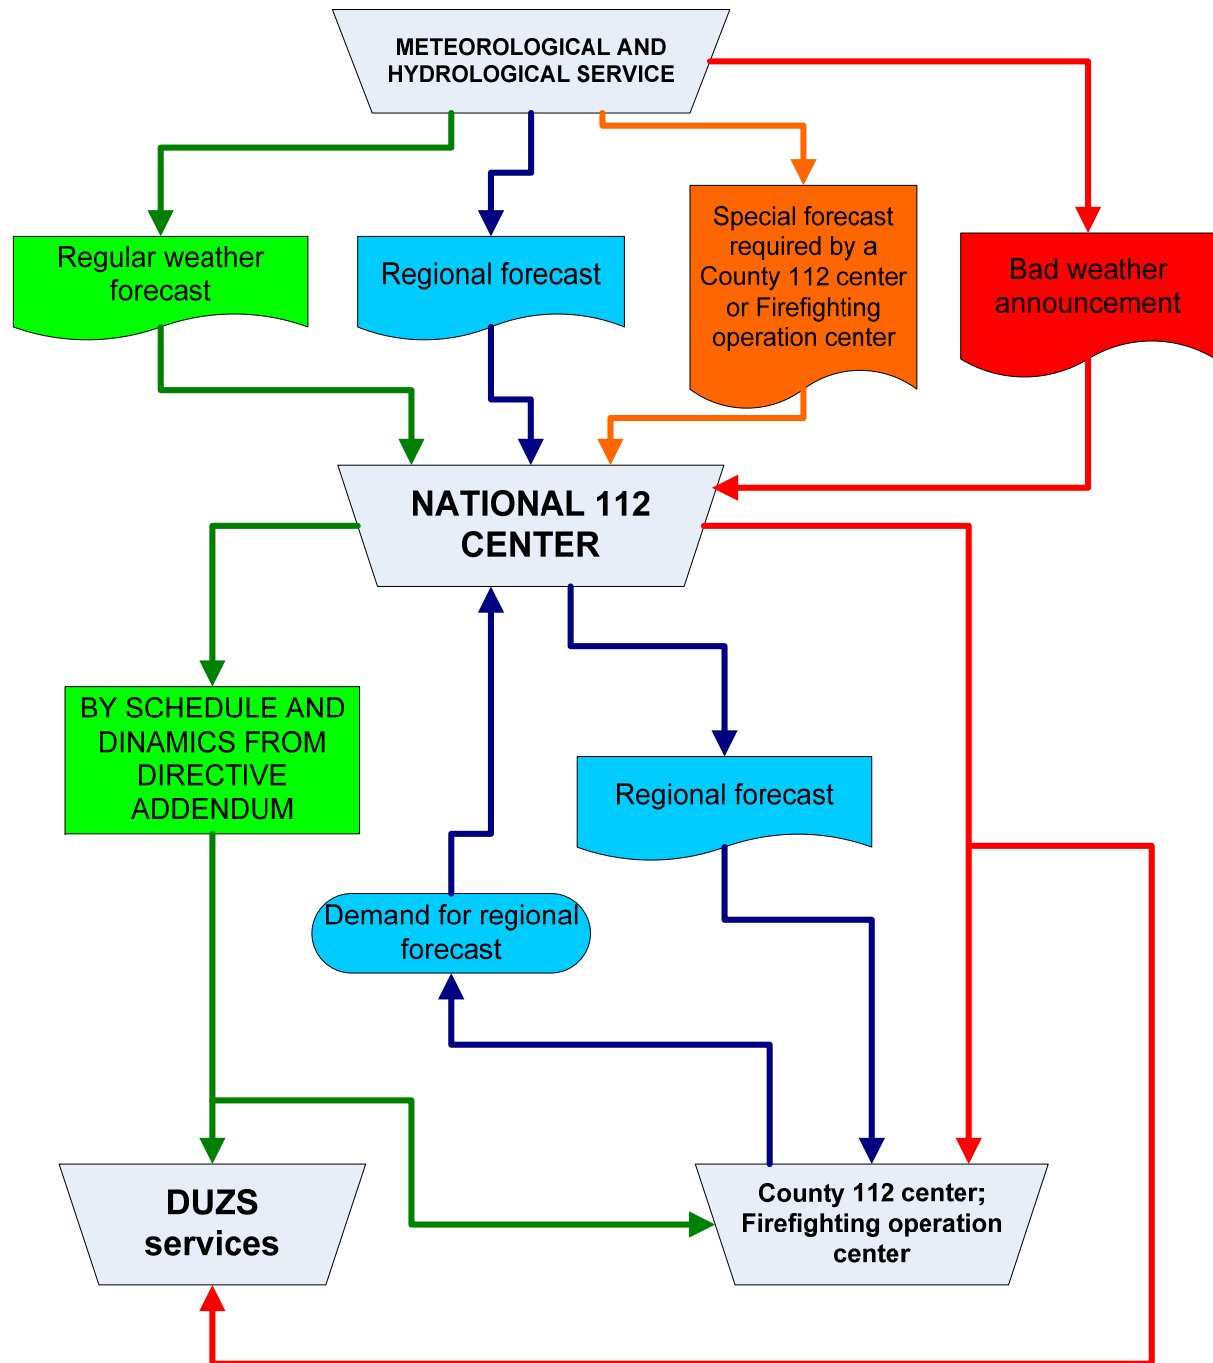 METEOROLOGICAL AND
HYDROLOGICAL SERVICE
Regular weather
forecast
Regional forecast
Special forecast
required by a
County 112 center
or Firefighting
operation center
Bad weather
announcement
NATIONAL 112
CENTER
BY SCHEDULE AND
DINAMICS FROM
DIRECTIVE
ADDENDUM
Regional forecast
Demand for regional
forecast
DUZS
services
County 112 center;
Firefighting operation
center